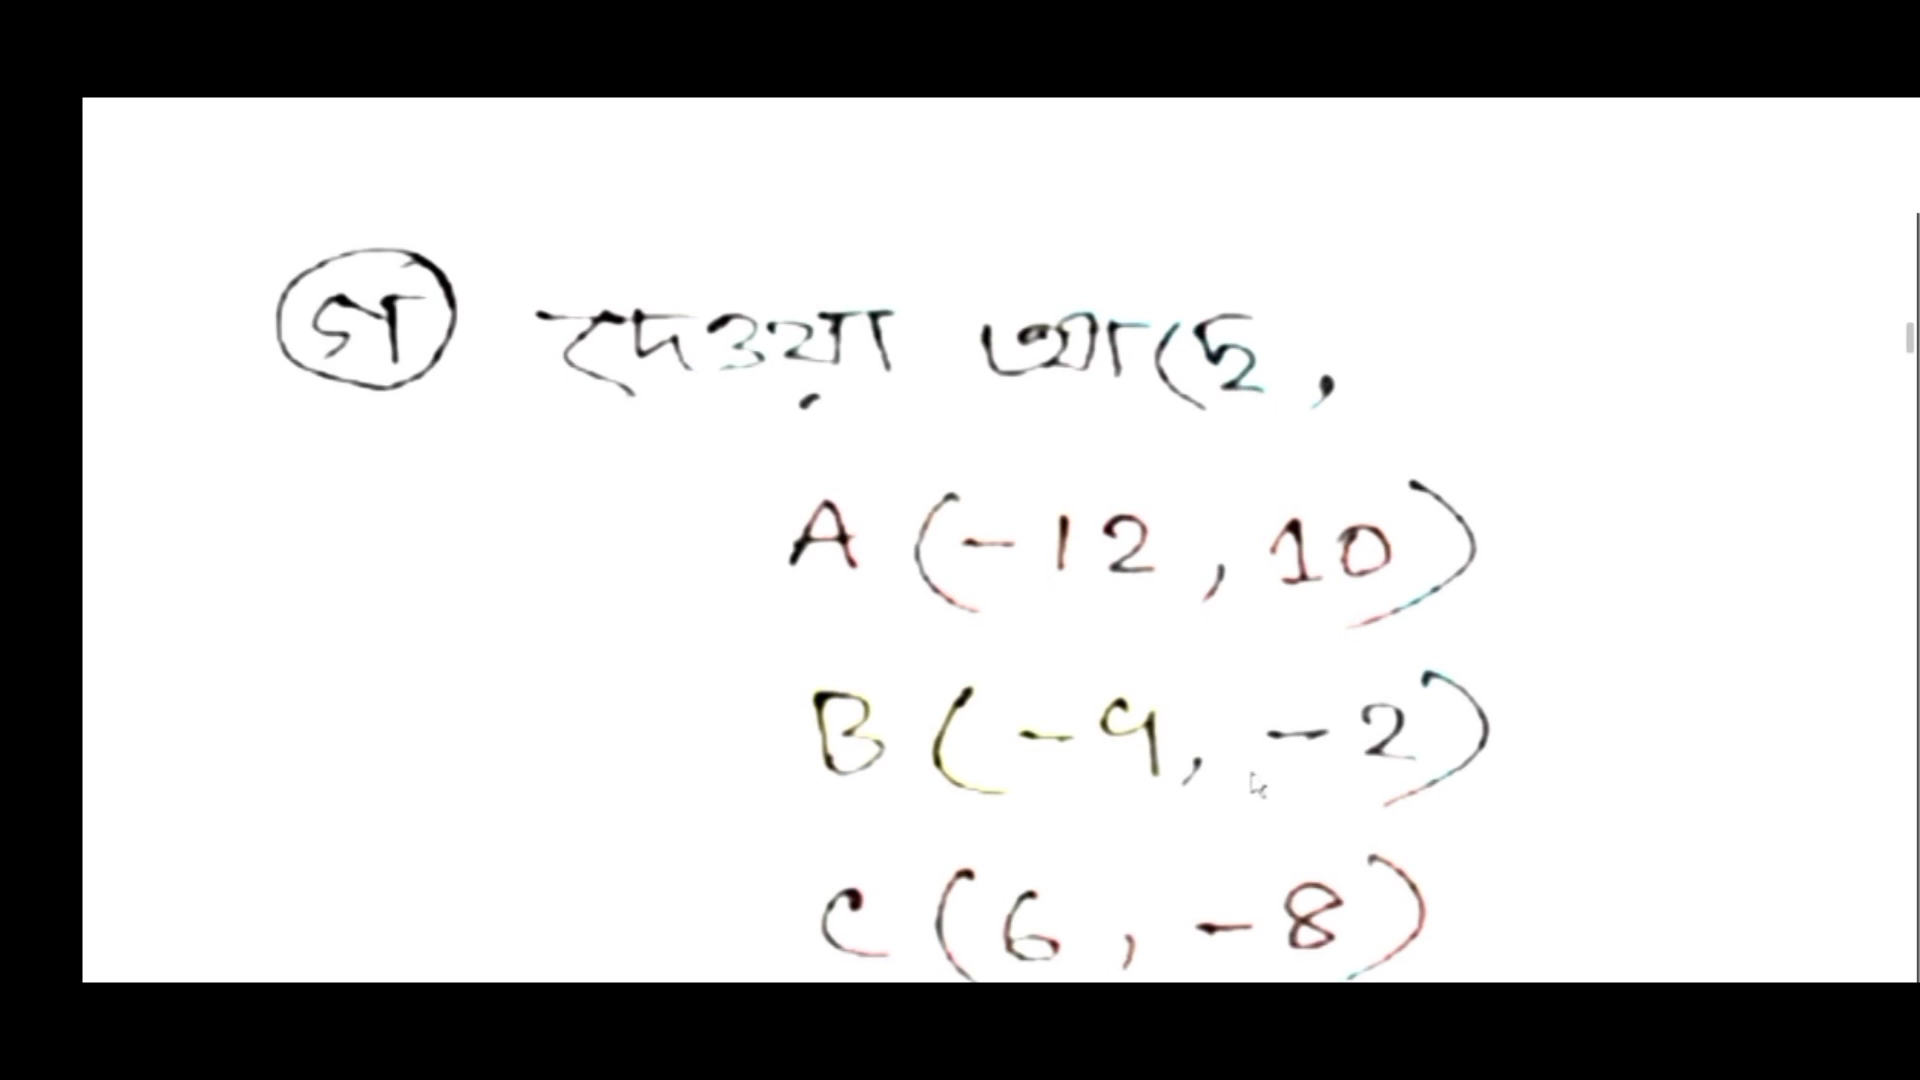 গ দেওয়া আছে,
A (-12, 10)
B (-9, -2)
C (6, -8)